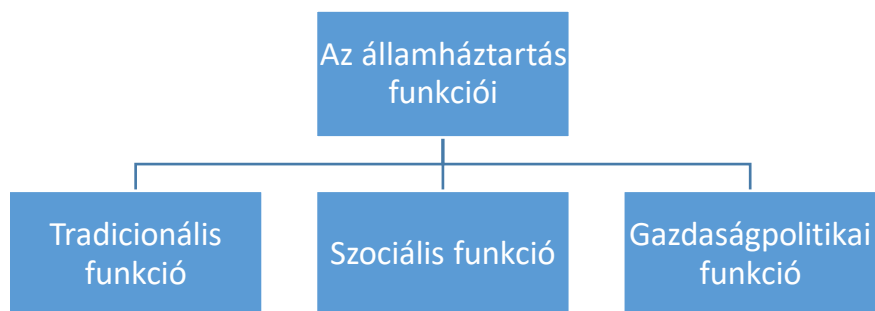 Az államháztartás
funkciói
Tradicionális
funkció
Szociális funkció
Gazdaságpolitikai
funkció